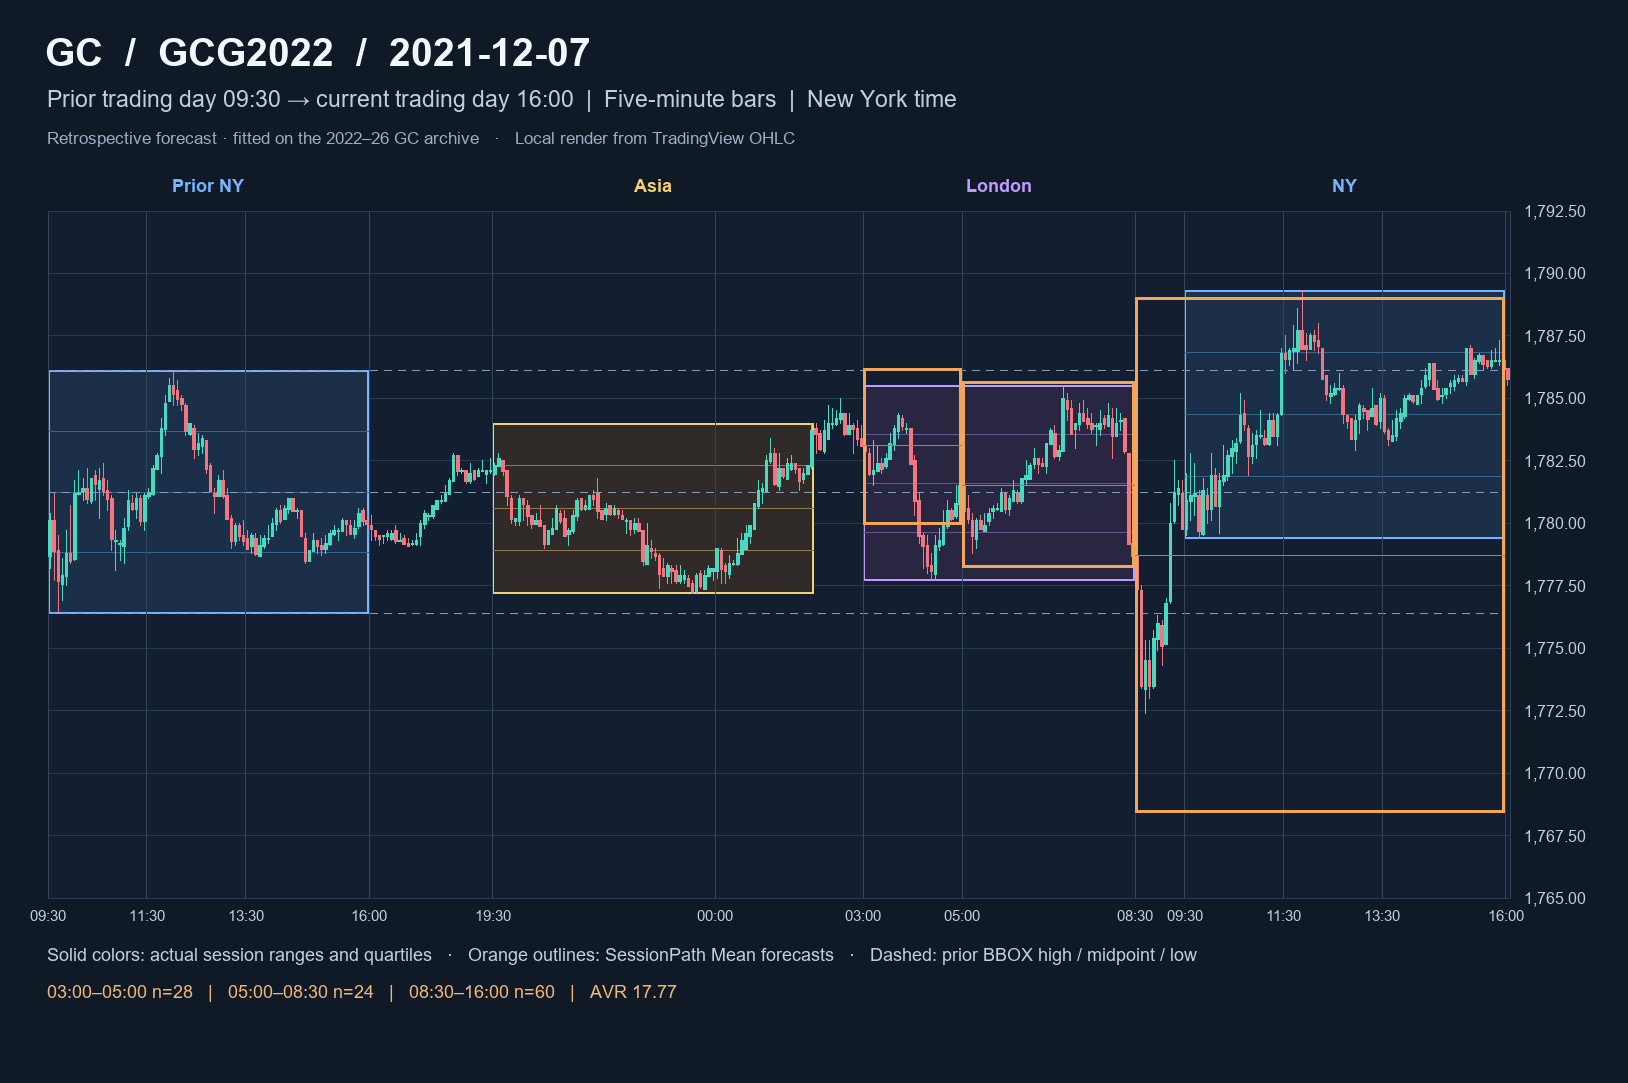 GC / GCG2022 / 2021-12-07
Prior trading day 09:30 → current trading day 16:00 | Five-minute bars | New York time
Retrospective forecast · fitted on the 2022–26 GC archive · Local render from TradingView OHLC
Prior NY Asia London NY
1,792.50
1,790.00
1,787.50
1,785.00
1,782.50
1,780.00
1,777.50
1,775.00
1,772.50
1,770.00
1,767.50
1,765.00
09:30 11:30 13:30 16:00 19:30 00:00 03:00 05:00 08:30 09:30 11:30 13:30 16:00
Solid colors: actual session ranges and quartiles · Orange outlines: SessionPath Mean forecasts · Dashed: prior BBOX high / midpoint / low
03:00–05:00 n=28 | 05:00–08:30 n=24 | 08:30–16:00 n=60 | AVR 17.77